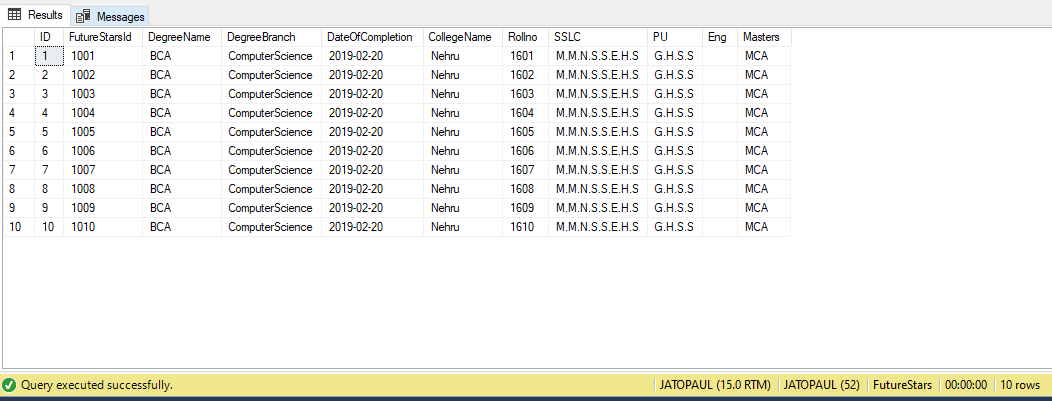 Results Messages
ID FutureStarsId DegreeName DegreeBranch DateOfCompletion CollegeName Rollno SSLC PU Eng Masters
1 1 1001 BCA ComputerScience 2019-02-20 Nehru 1601 M.M.N.S.S.E.H.S G.H.S.S MCA
2 2 1002 BCA ComputerScience 2019-02-20 Nehru 1602 M.M.N.S.S.E.H.S G.H.S.S MCA
3 3 1003 BCA ComputerScience 2019-02-20 Nehru 1603 M.M.N.S.S.E.H.S G.H.S.S MCA
4 4 1004 BCA ComputerScience 2019-02-20 Nehru 1604 M.M.N.S.S.E.H.S G.H.S.S MCA
5 5 1005 BCA ComputerScience 2019-02-20 Nehru 1605 M.M.N.S.S.E.H.S G.H.S.S MCA
6 6 1006 BCA ComputerScience 2019-02-20 Nehru 1606 M.M.N.S.S.E.H.S G.H.S.S MCA
7 7 1007 BCA ComputerScience 2019-02-20 Nehru 1607 M.M.N.S.S.E.H.S G.H.S.S MCA
8 8 1008 BCA ComputerScience 2019-02-20 Nehru 1608 M.M.N.S.S.E.H.S G.H.S.S MCA
9 9 1009 BCA ComputerScience 2019-02-20 Nehru 1609 M.M.N.S.S.E.H.S G.H.S.S MCA
10 10 1010 BCA ComputerScience 2019-02-20 Nehru 1610 M.M.N.S.S.E.H.S G.H.S.S MCA
Query executed successfully. JATOPAUL (15.0 RTM) JATOPAUL (52) FutureStars 00:00:00 10 rows